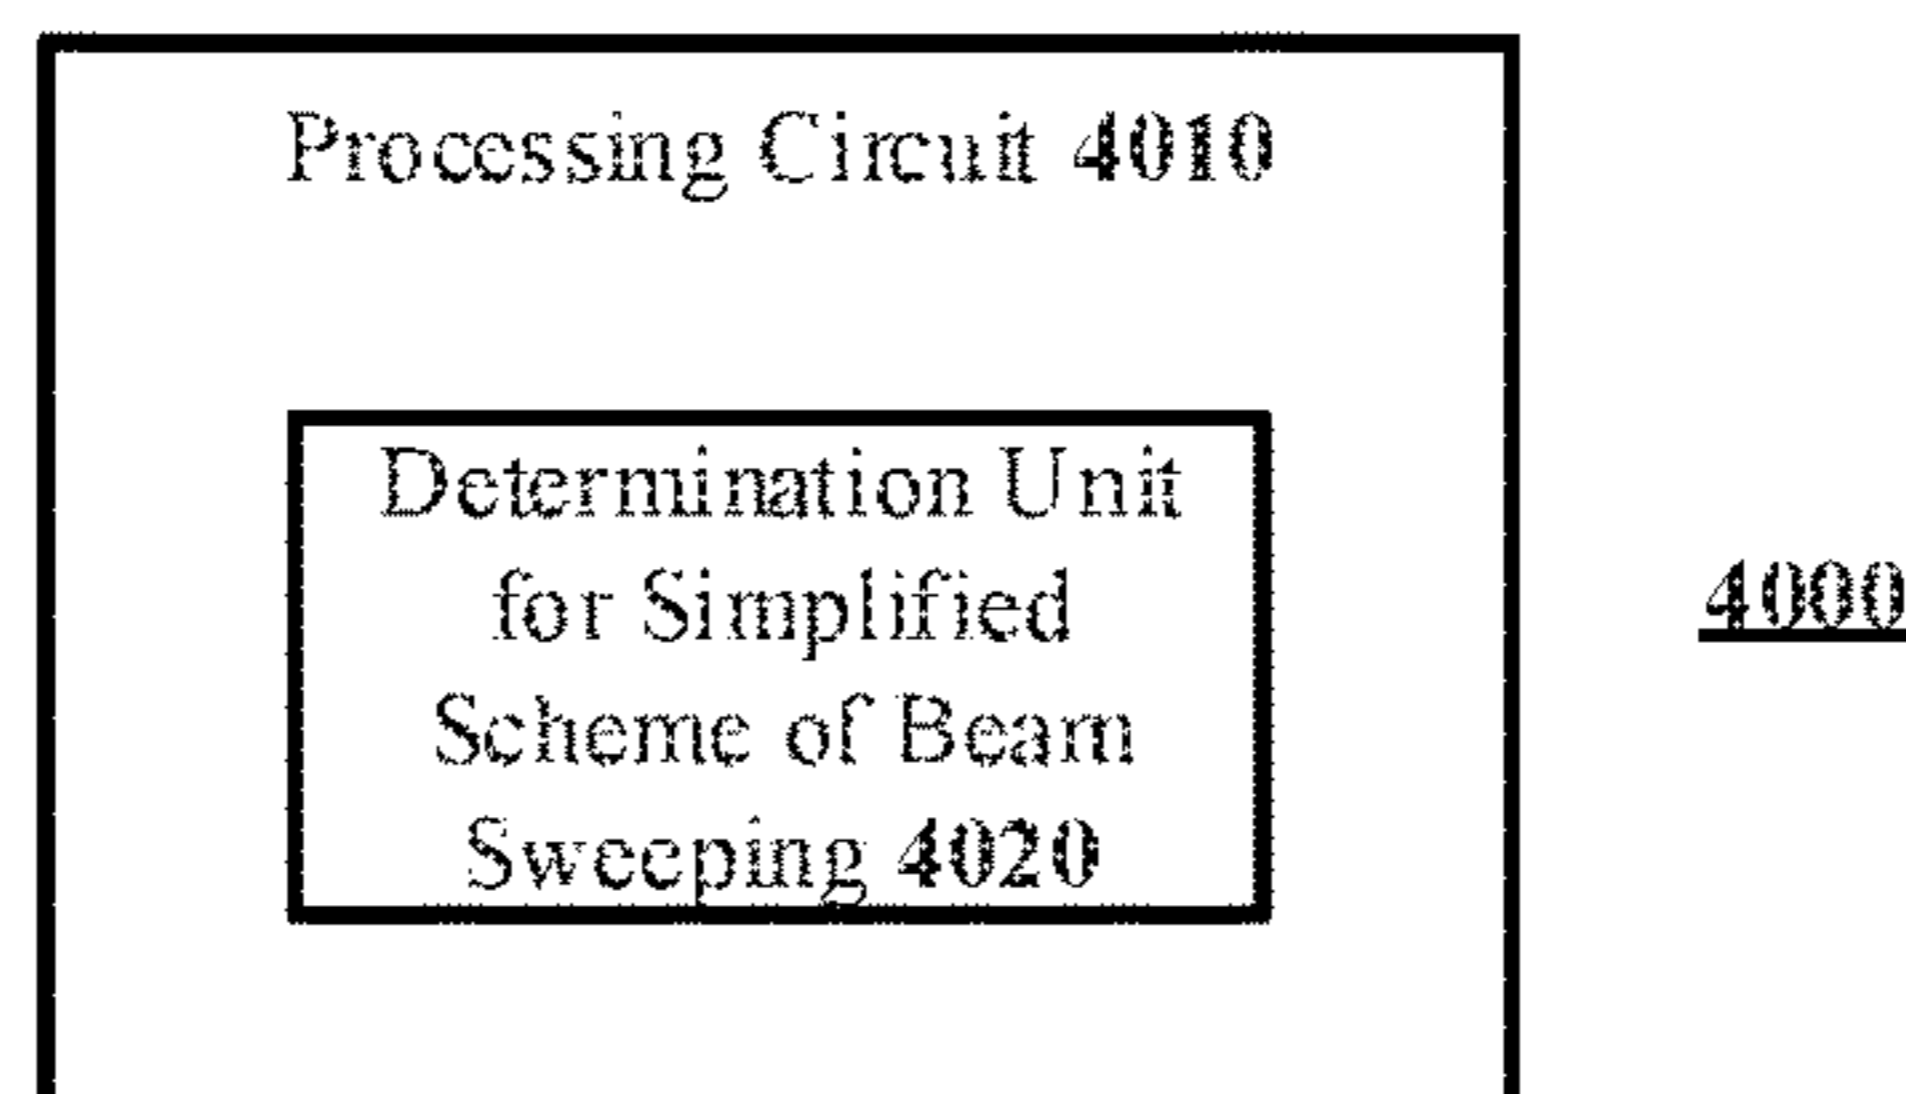 Processing Circuit 4010
Determination Unit
for Simplified
Scheme of Beam
Sweeping 4020
4000